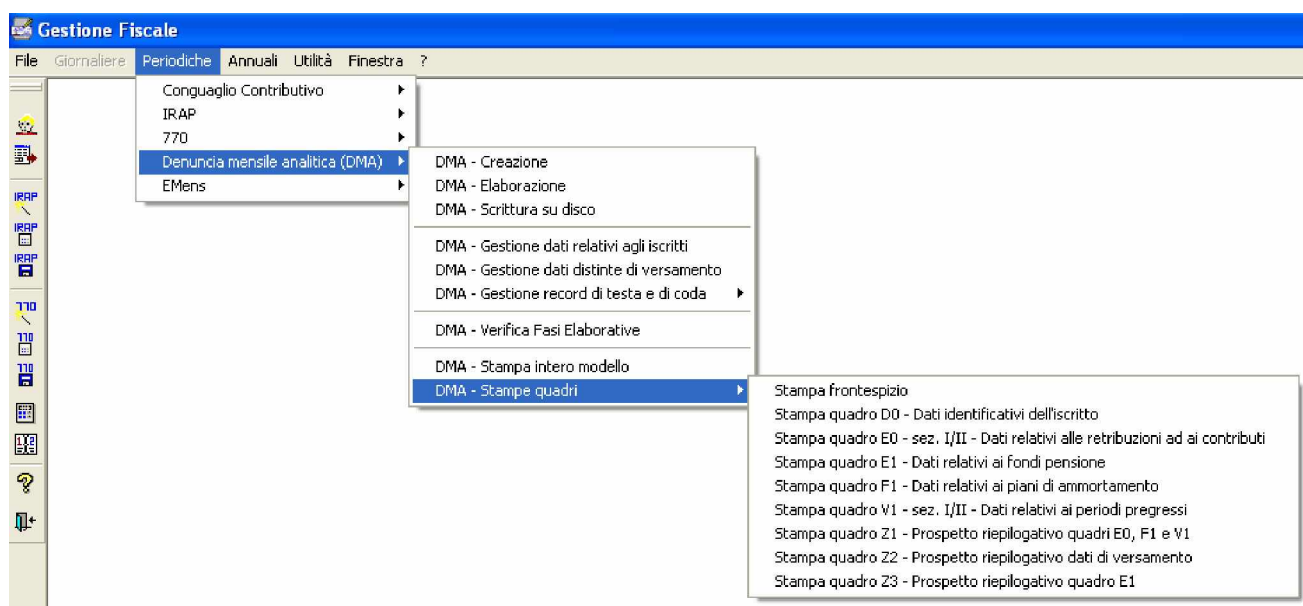 Gestione Fiscale
File Giornaliere Periodiche Annuali Utilità Finestra ?
Conguaglio Contributivo
IRAP
770
Denuncia mensile analitica (DMA)
EMens
DMA - Creazione
DMA - Elaborazione
DMA - Scrittura su disco
DMA - Gestione dati relativi agli iscritti
DMA - Gestione dati distinte di versamento
DMA - Gestione record di testa e di coda
DMA - Verifica Fasi Elaborative
DMA - Stampa intero modello
DMA - Stampe quadri
Stampa frontespizio
Stampa quadro D0 - Dati identificativi dell'iscritto
Stampa quadro E0 - sez. I/II - Dati relativi alle retribuzioni ad ai contributi
Stampa quadro E1 - Dati relativi ai fondi pensione
Stampa quadro F1 - Dati relativi ai piani di ammortamento
Stampa quadro V1 - sez. I/II - Dati relativi ai periodi pregressi
Stampa quadro Z1 - Prospetto riepilogativo quadri E0, F1 e V1
Stampa quadro Z2 - Prospetto riepilogativo dati di versamento
Stampa quadro Z3 - Prospetto riepilogativo quadro E1
IRAP
IRAP
IRAP
770
770
770